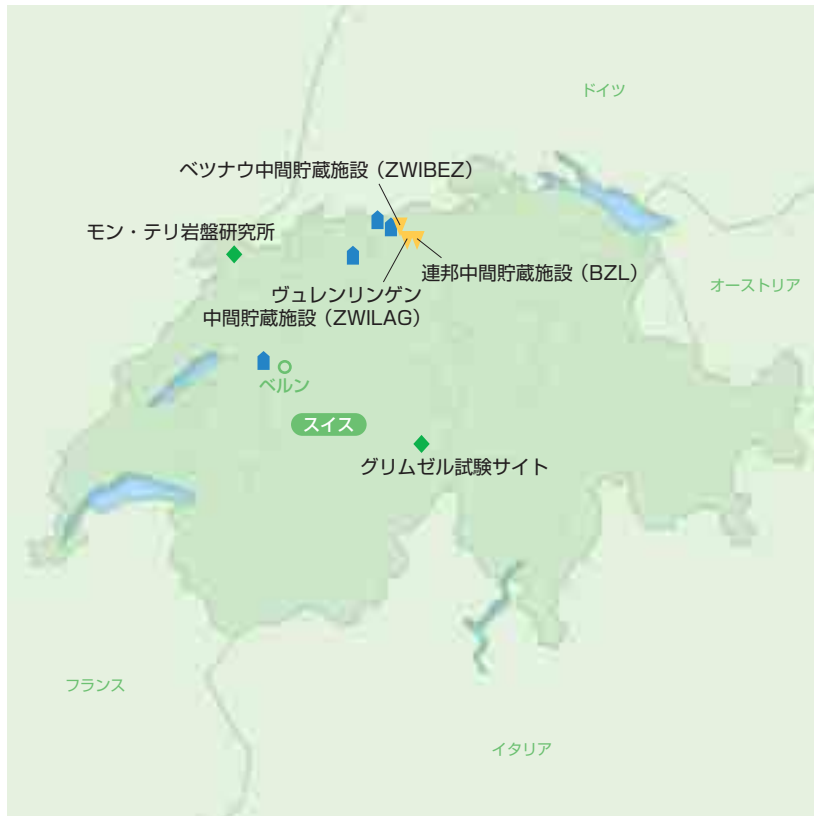 ドイツ
ベツナウ中間貯蔵施設（ZWIBEZ）
モン・テリ岩盤研究所
連邦中間貯蔵施設（BZL）
オーストリア
ヴュレンリンゲン
中間貯蔵施設（ZWILAG）
ベルン
スイス
グリムゼル試験サイト
フランス
イタリア